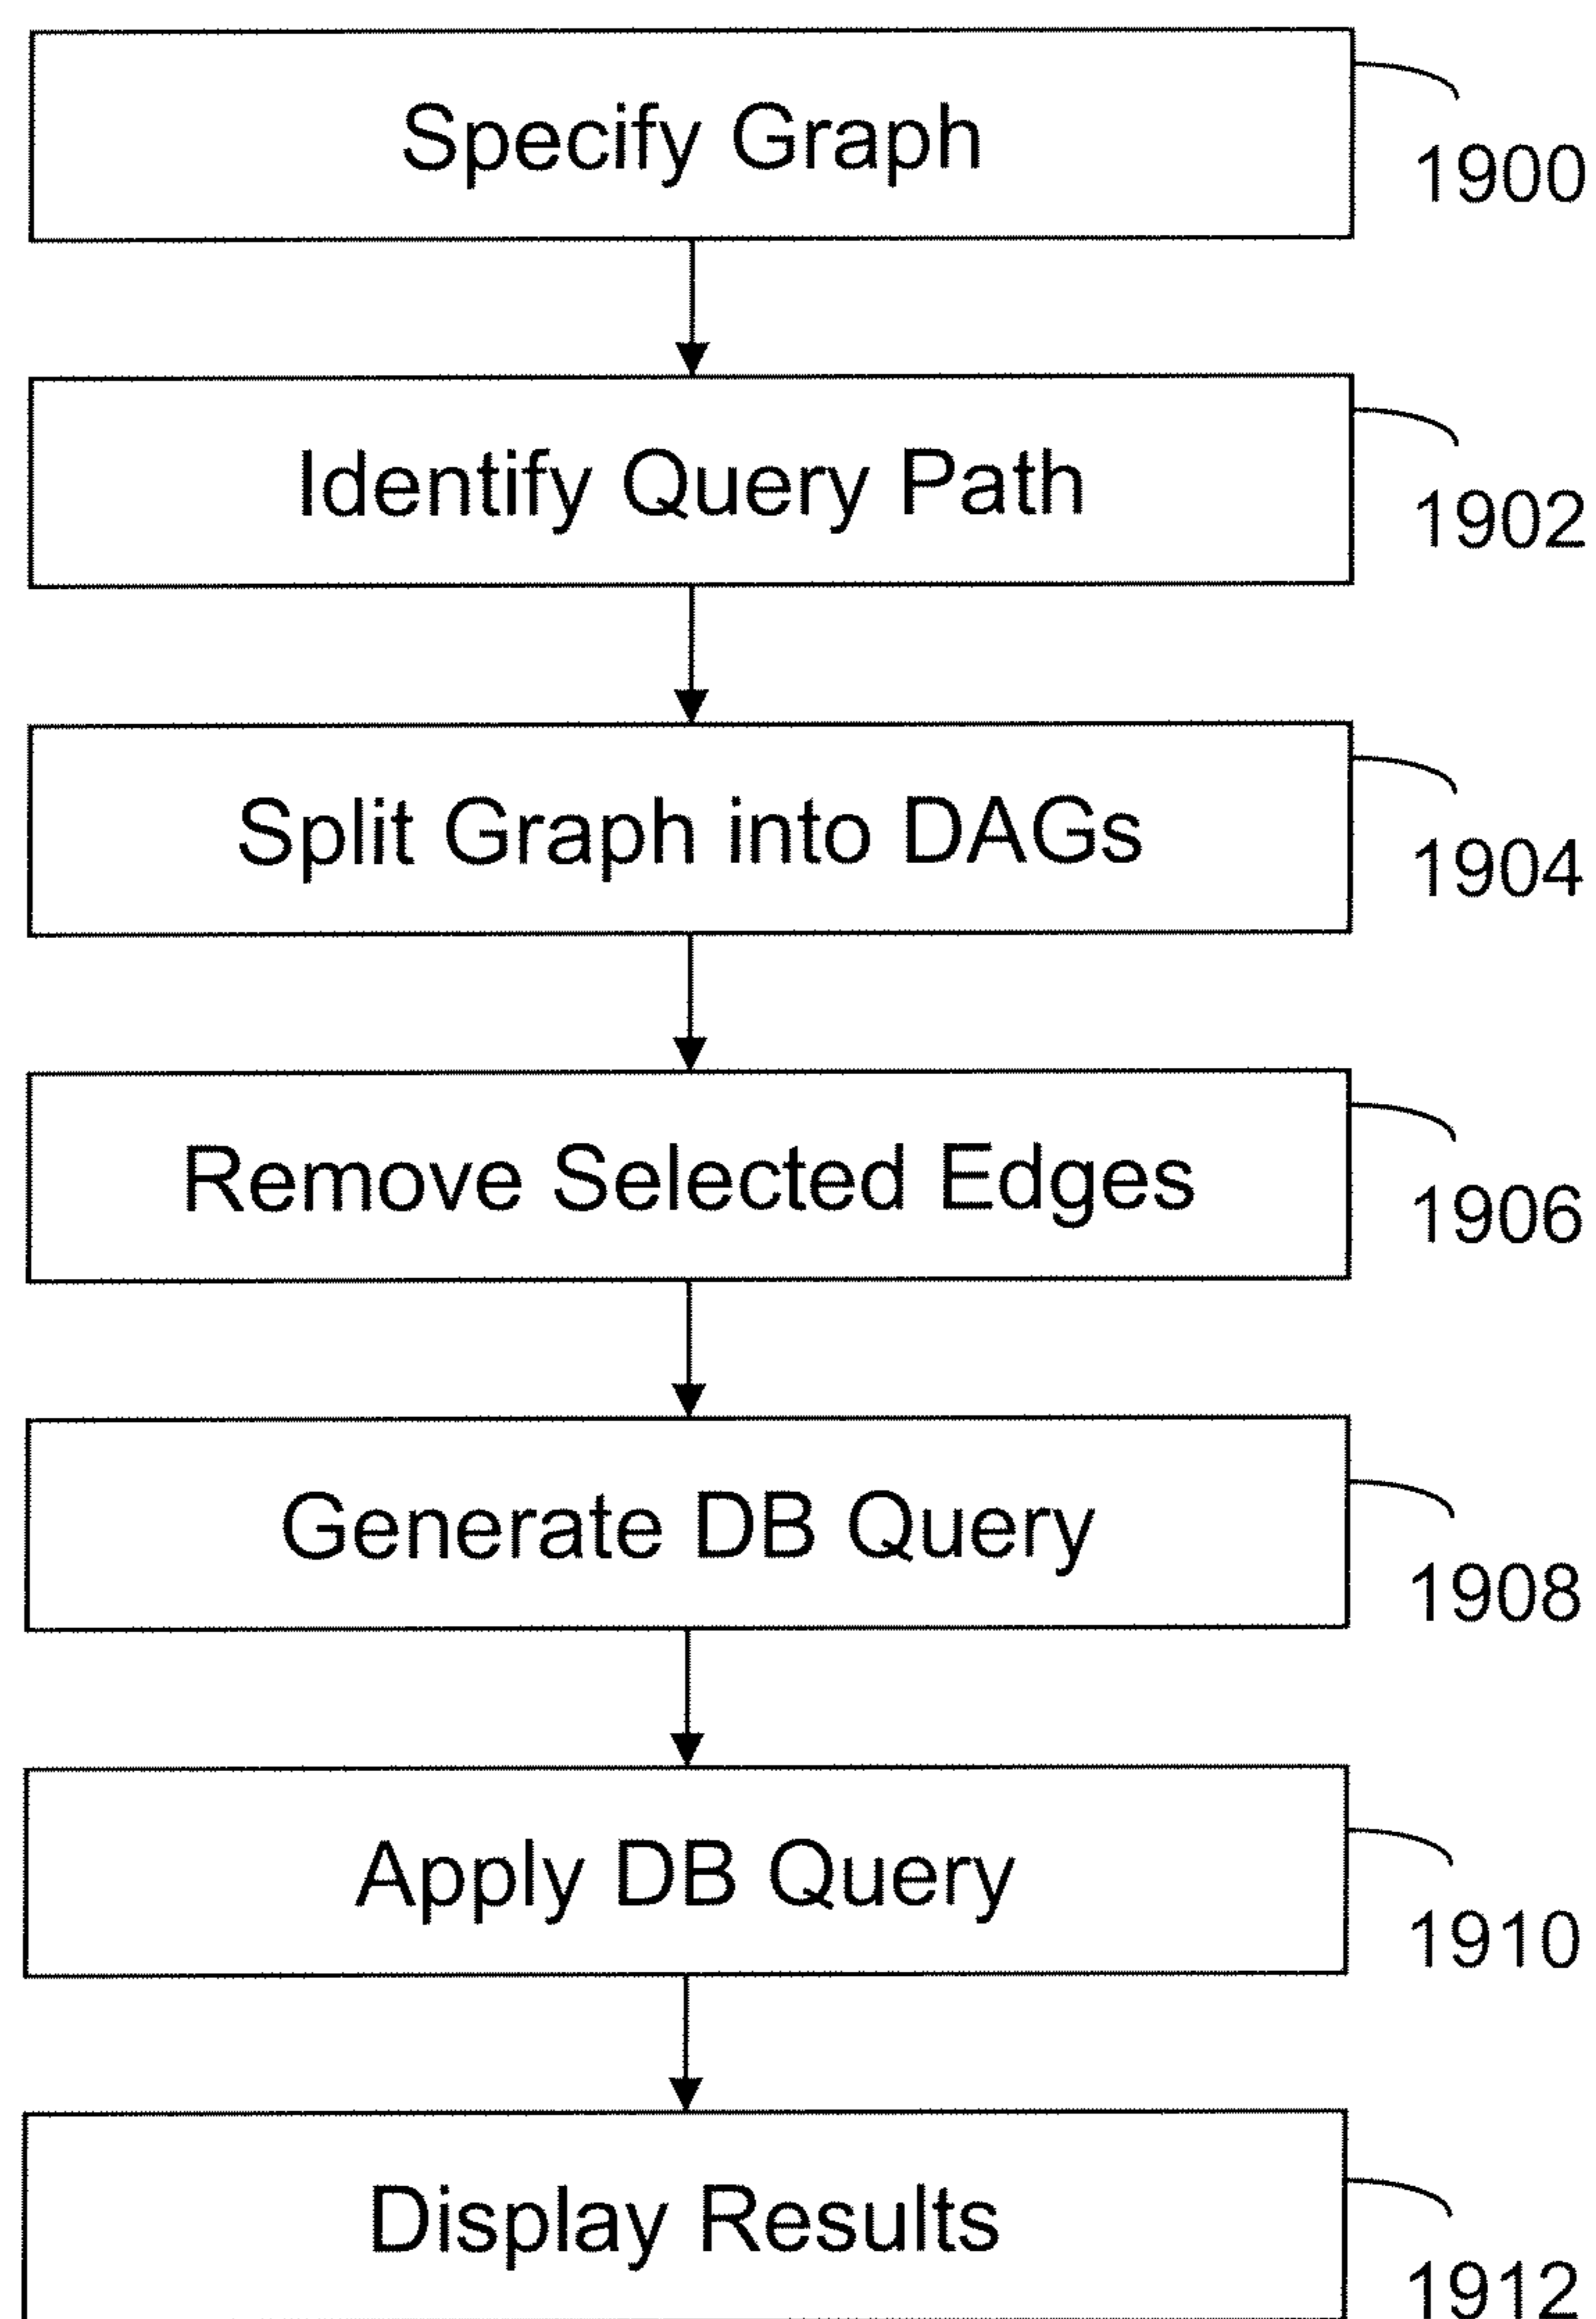 Specify Graph
1900
Identify Query Path
1902
Split Graph into DAGs
1904
Remove Selected Edges
1906
Generate DB Query
1908
Apply DB Query
1910
Display Results
1912